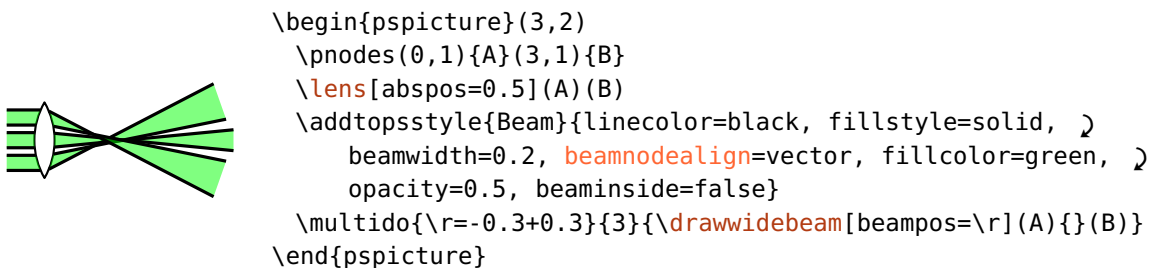 \begin{pspicture}(3,2)
\pnodes(0,1){A}(3,1){B}
\lens[abspos=0.5](A)(B)
\addtopsstyle{Beam}{linecolor=black, fillstyle=solid,
beamwidth=0.2, beamnodealign=vector, fillcolor=green,
opacity=0.5, beaminside=false}
\multido{\r=-0.3+0.3}{3}{\drawwidebeam[beampos=\r](A){}(B)}
\end{pspicture}